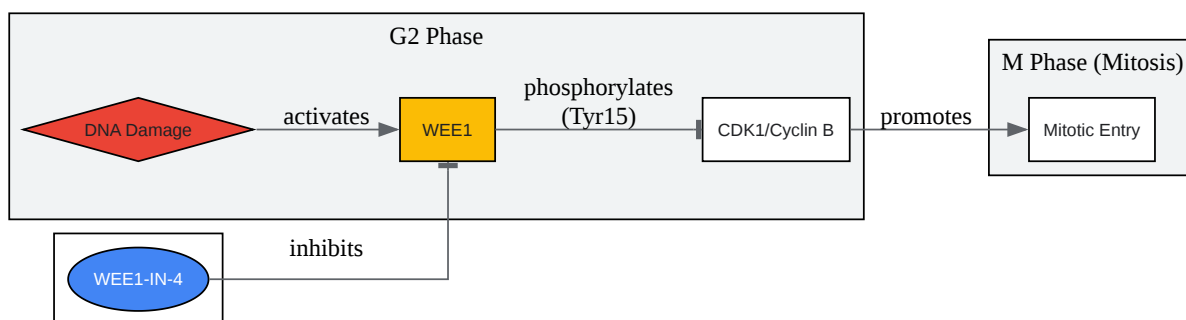 G2 Phase
M Phase (Mitosis)
DNA Damage
activates
WEE1
phosphorylates
(Tyr15)
CDK1/Cyclin B
promotes
Mitotic Entry
inhibits
WEE1-IN-4